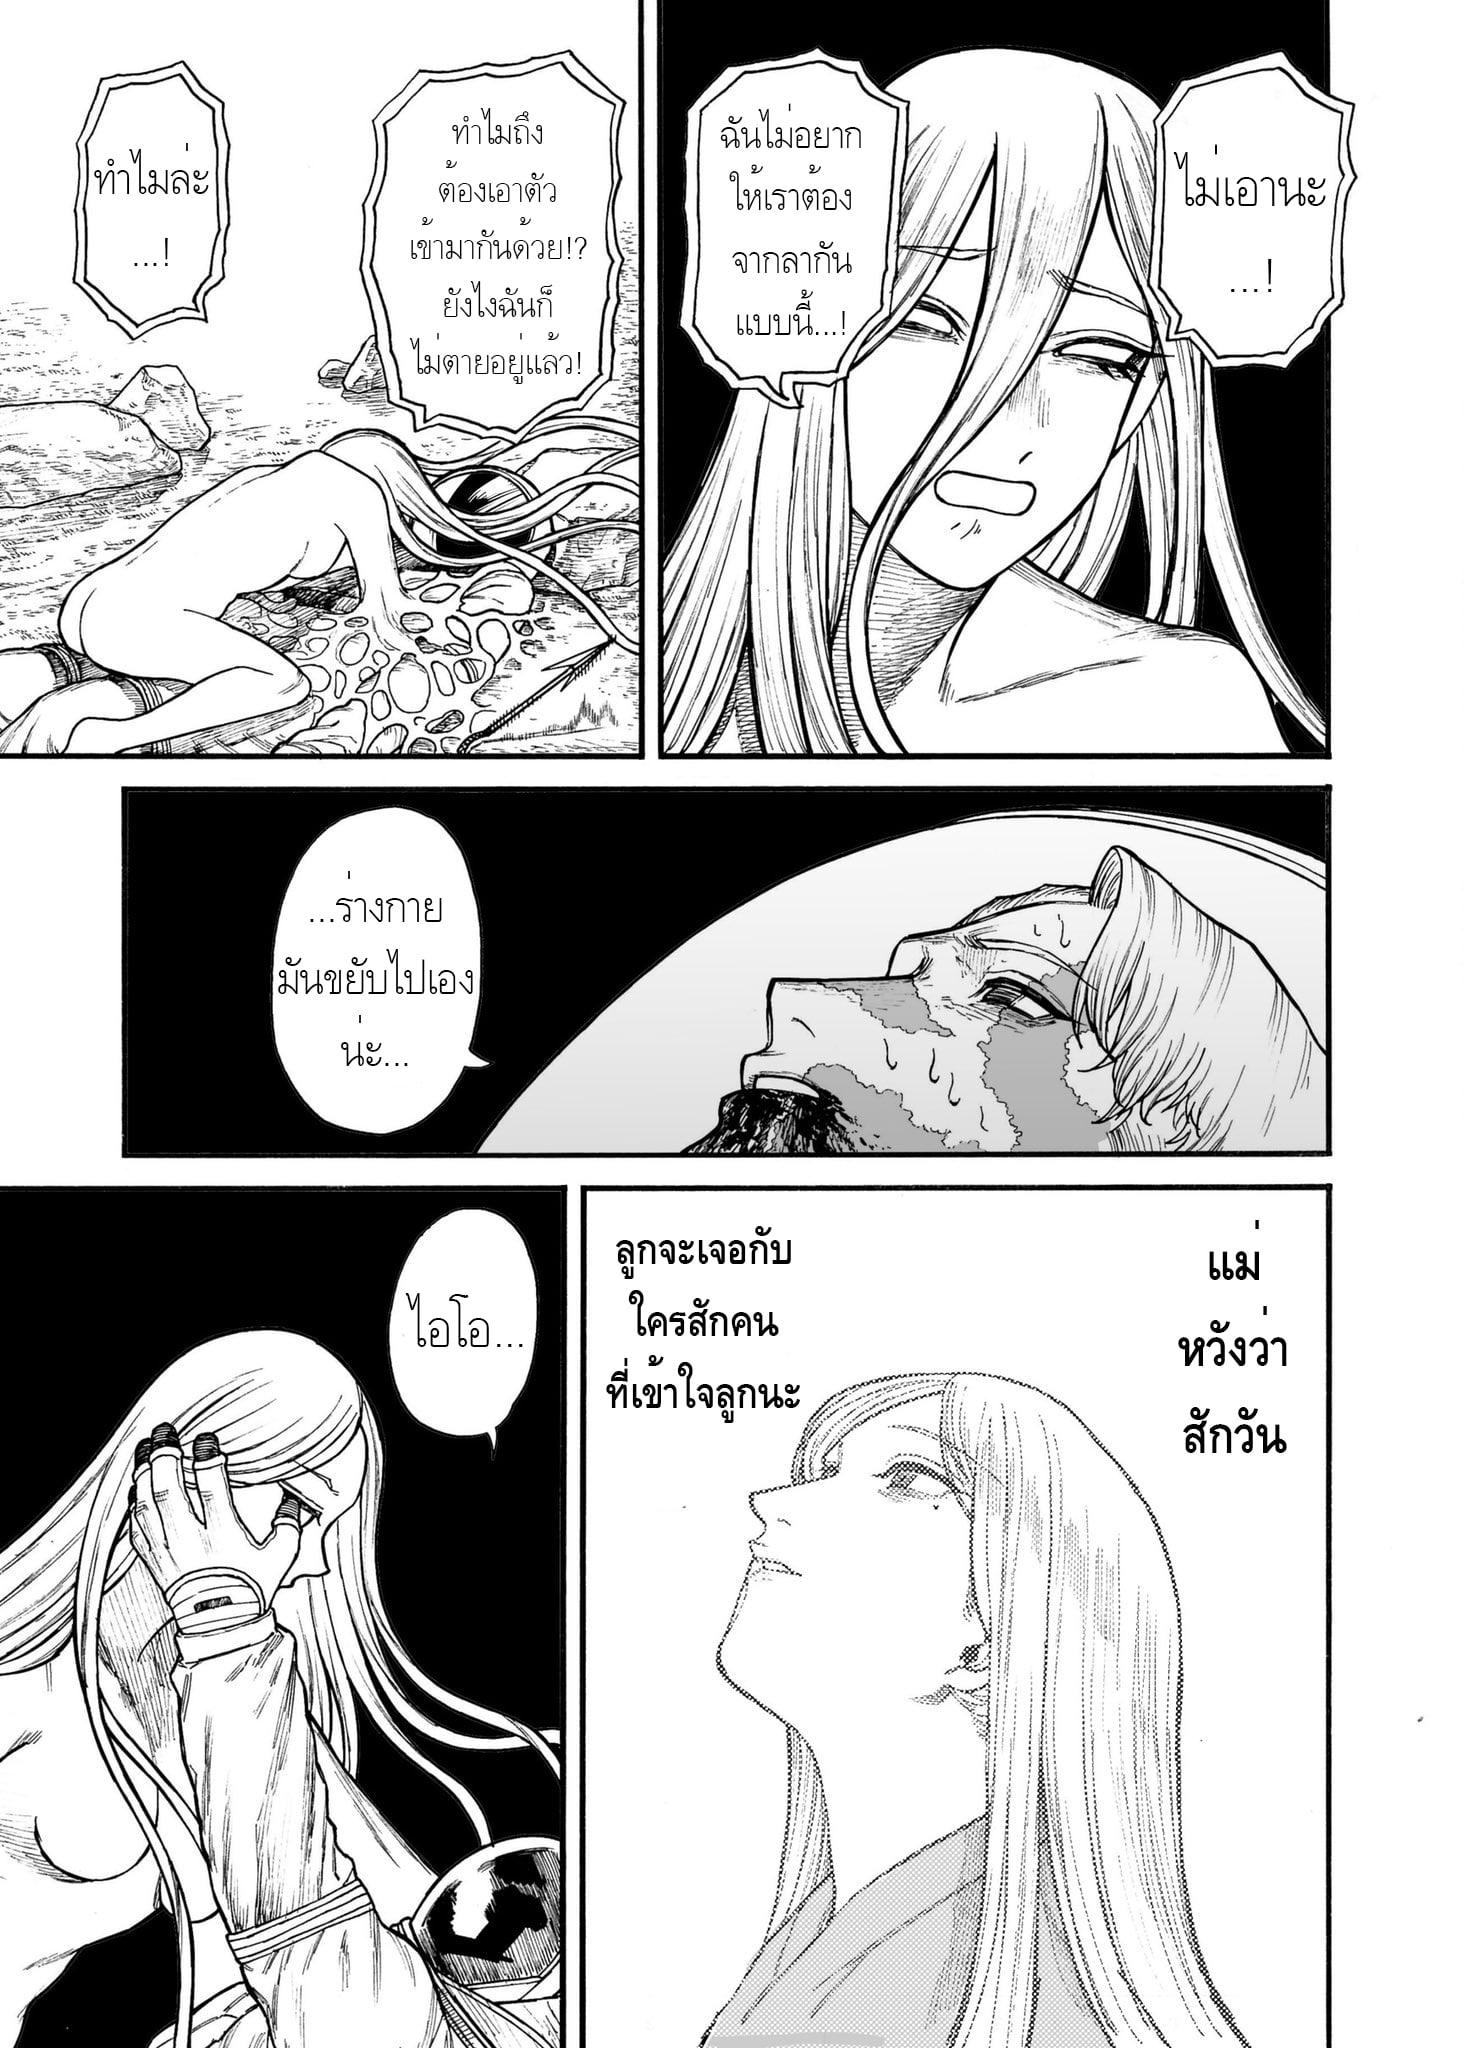 ไม่เอานะ
...!
ฉันไม่อยาก
ให้เราต้อง
จากลากัน
แบบนี้...!
ทำไมถึง
ต้องเอาตัว
เข้ามากันด้วย!?
ยังไงฉันก็
ไม่ตายอยู่แล้ว!
ทำไมล่ะ
...!
...ร่างกาย
มันขยับไปเอง
น่ะ...
แม่
หวังว่า
สักวัน
ลูกจะเจอกับ
ใครสักคน
ที่เข้าใจลูกนะ
ไอโอ...